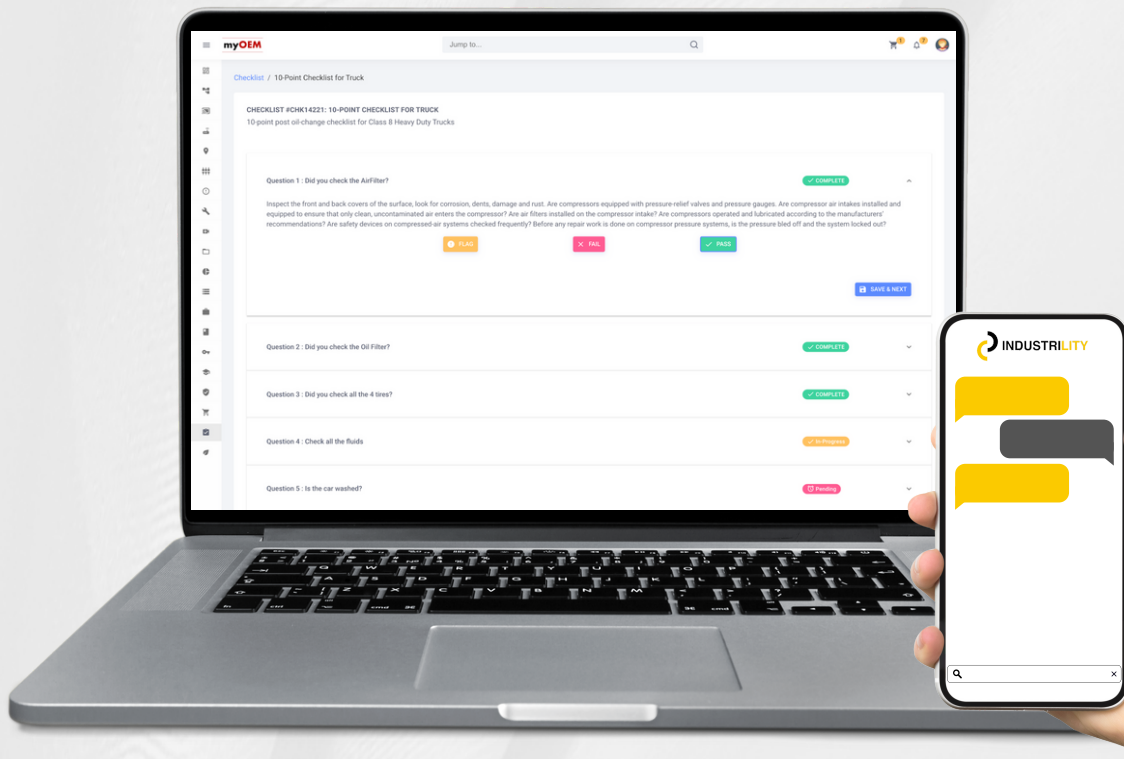 myOEM
Jump to...
1
7
Checklist / 10-Point Checklist for Truck
CHECKLIST #CHK14221: 10-POINT CHECKLIST FOR TRUCK
10-point post oil-change checklist for Class 8 Heavy Duty Trucks
Question 1 : Did you check the AirFilter?
COMPLETE
Inspect the front and back covers of the surface, look for corrosion, dents, damage and rust. Are compressors equipped with pressure-relief valves and pressure gauges. Are compressor air intakes installed and
equipped to ensure that only clean, uncontaminated air enters the compressor? Are air filters installed on the compressor intake? Are compressors operated and lubricated according to the manufacturers'
recommendations? Are safety devices on compressed-air systems checked frequently? Before any repair work is done on compressor pressure systems, is the pressure bled off and the system locked out?
FLAG
FAIL
PASS
SAVE & NEXT
Question 2 : Did you check the Oil Filter?
COMPLETE
Question 3 : Did you check all the 4 tires?
COMPLETE
Question 4 : Check all the fluids
In-Progress
Question 5 : Is the car washed?
Pending
INDUSTRILITY